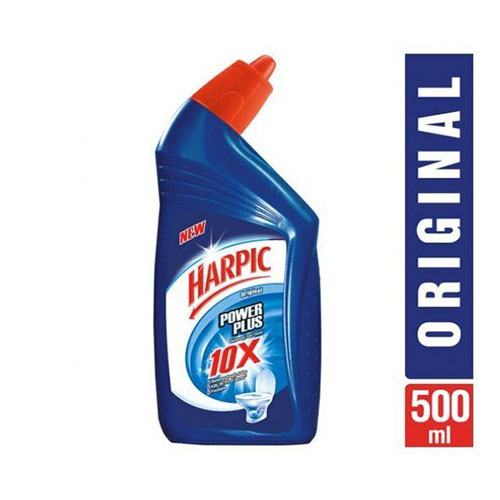 NEW
HARPIC
Original
POWER
PLUS
10X
ORIGINAL
500
ml